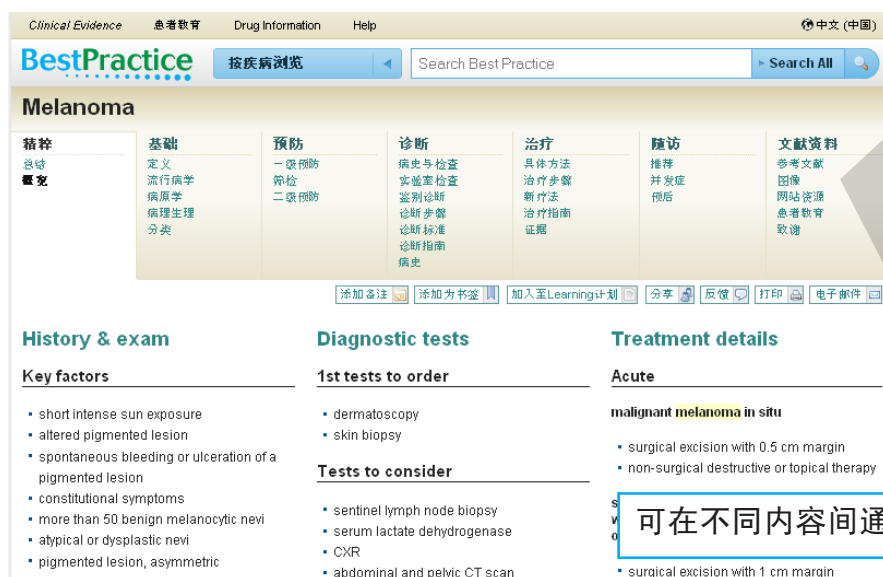 Clinical Evidence 患者教育 Drug Information Help 中文 (中国)
BestPractice 按疾病浏览 Search Best Practice Search All
Melanoma
精粹 基础 预防 诊断 治疗 随访 文献资料
总结 定义 一级预防 病史与检查 具体方法 推荐 参考文献
概览 流行病学 筛检 实验室检查 治疗步骤 并发症 图像
病原学 二级预防 鉴别诊断 新疗法 预后 网站资源
病理生理 诊断步骤 治疗指南 患者教育
分类 诊断标准 证据 致谢
诊断指南
病史
添加备注 添加为书签 加入至Learning计划 分享 反馈 打印 电子邮件
History & exam
Key factors
• short intense sun exposure
• altered pigmented lesion
• spontaneous bleeding or ulceration of a
pigmented lesion
• constitutional symptoms
• more than 50 benign melanocytic nevi
• atypical or dysplastic nevi
• pigmented lesion, asymmetric
Diagnostic tests
1st tests to order
• dermatoscopy
• skin biopsy
Tests to consider
• sentinel lymph node biopsy
• serum lactate dehydrogenase
• CXR
• abdominal and pelvic CT scan
Treatment details
Acute
malignant melanoma in situ
• surgical excision with 0.5 cm margin
• non-surgical destructive or topical therapy
可在不同内容间通
• surgical excision with 1 cm margin